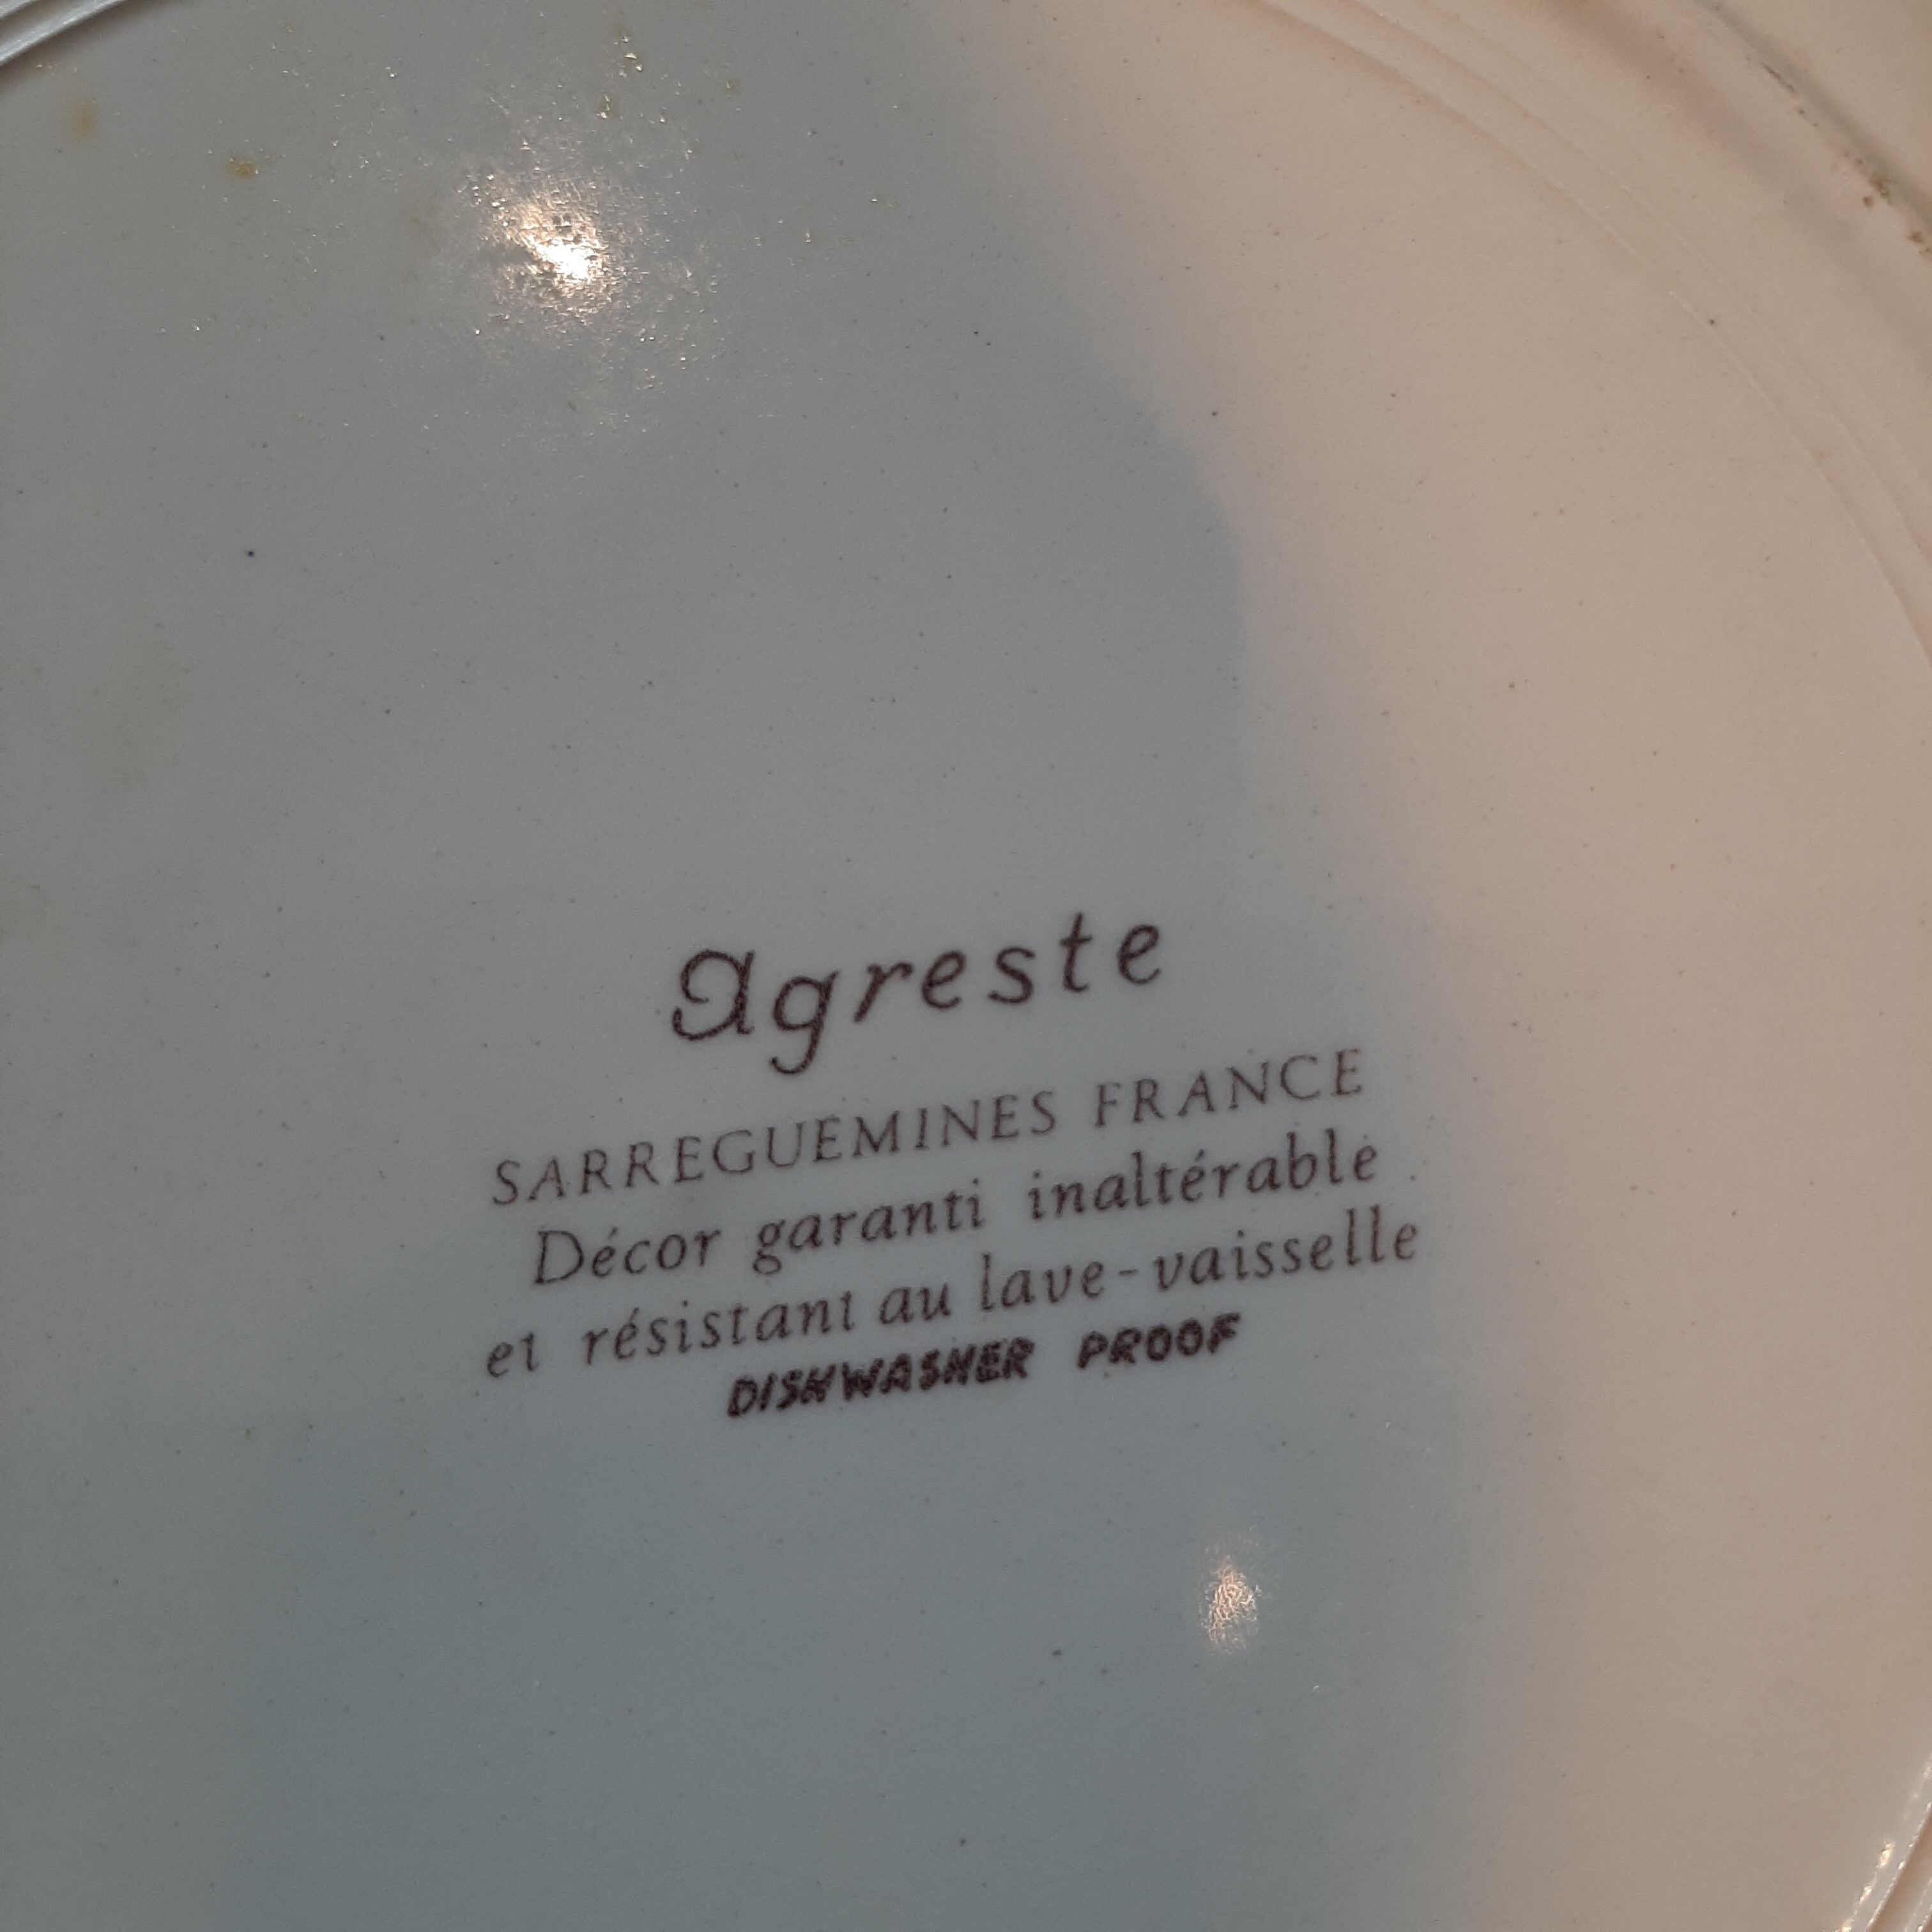 agreste
SARREGUEMINES FRANCE
Décor garanti inaltérable
et résistant au lave-vaisselle
DISHWASHER PROOF